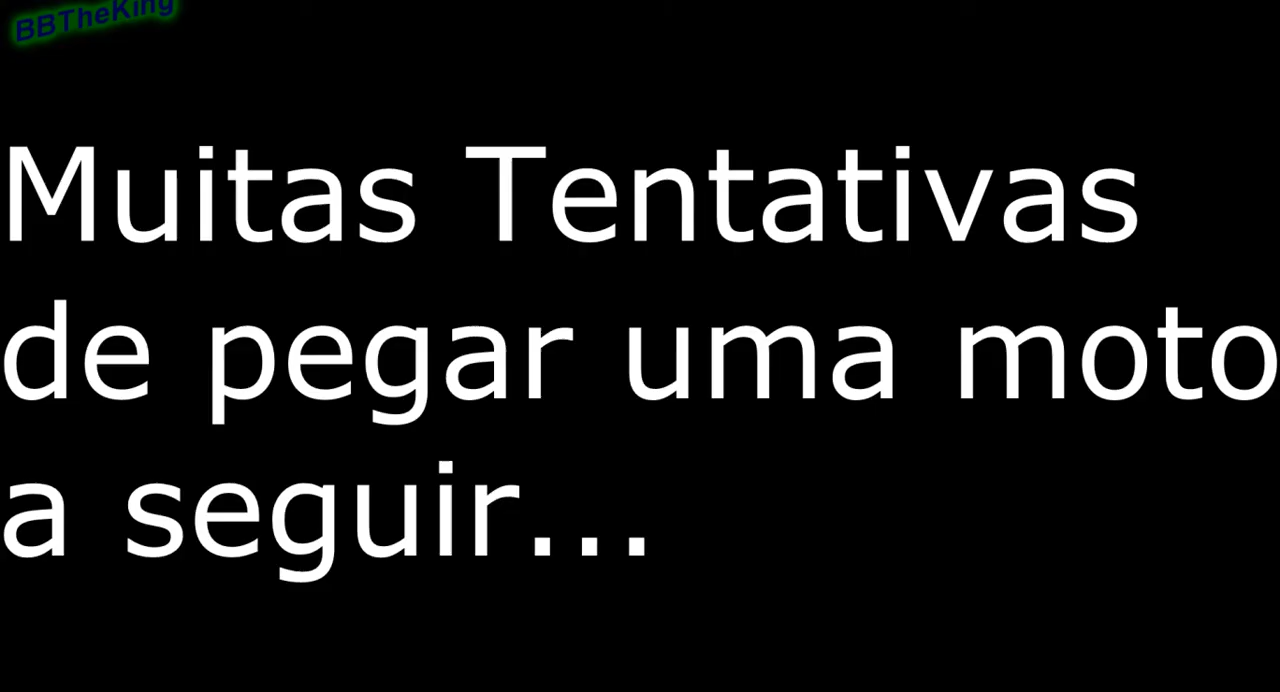 BBTheKing
Muitas Tentativas
de pegar uma moto
a seguir...